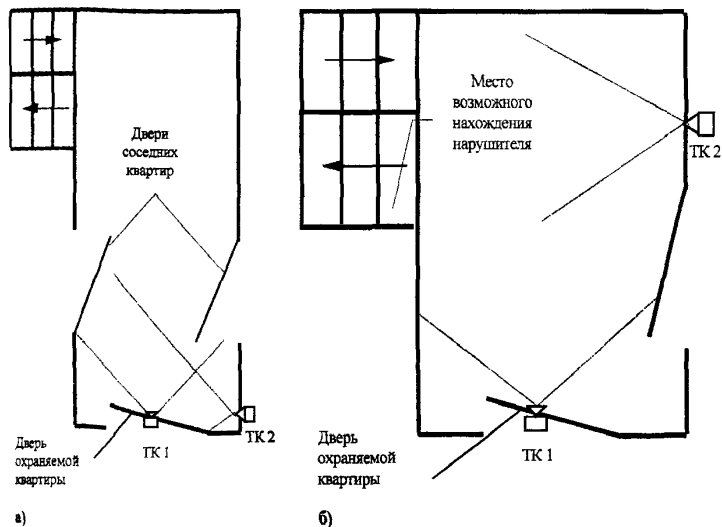 Двери
соседних
квартир
Дверь
охраняемой
квартиры
ТК 1
ТК 2
а)
Место
возможного
нахождения
нарушителя
ТК 2
Дверь
охраняемой
квартиры
ТК 1
б)